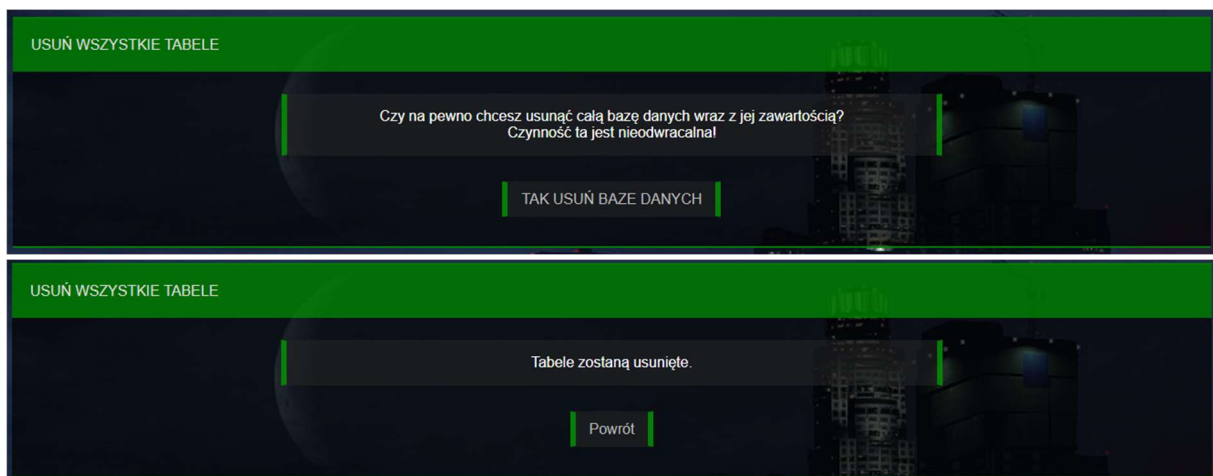 USUŃ WSZYSTKIE TABELE
Czy na pewno chcesz usunąć całą bazę danych wraz z jej zawartością?
Czynność ta jest nieodwracalna!
TAK USUŃ BAZE DANYCH
USUŃ WSZYSTKIE TABELE
Tabele zostaną usunięte.
Powrót